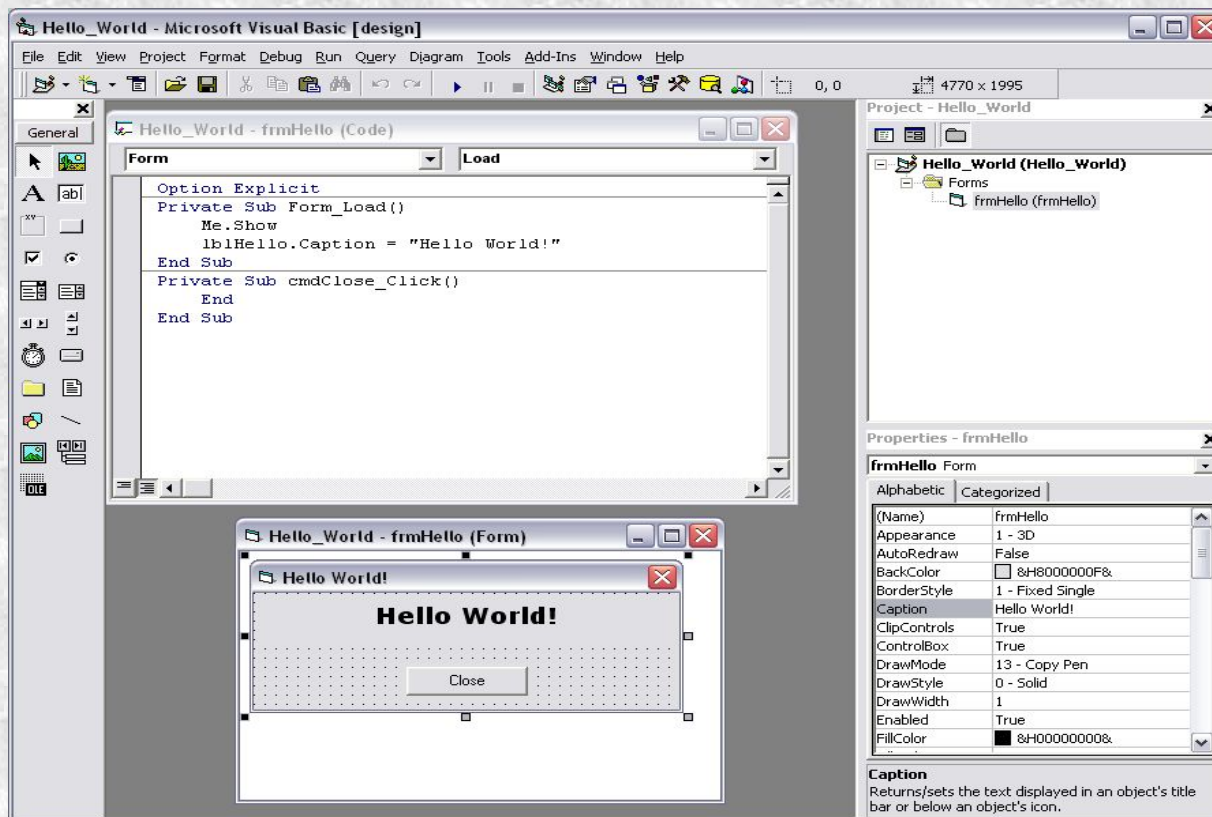 Hello_World - Microsoft Visual Basic [design]
File Edit View Project Format Debug Run Query Diagram Tools Add-Ins Window Help
0, 0 4770 x 1995
General
A ab|
XY
OLE
Hello_World - frmHello (Code)
Form Load
Option Explicit
Private Sub Form_Load()
Me.Show
lblHello.Caption = "Hello World!"
End Sub
Private Sub cmdClose_Click()
End
End Sub
Hello_World - frmHello (Form)
Hello World!
Hello World!
Close
Project - Hello_World
Hello_World (Hello_World)
Forms
frmHello (frmHello)
Properties - frmHello
frmHello Form
Alphabetic Categorized
(Name) frmHello
Appearance 1 - 3D
AutoRedraw False
BackColor &H8000000F&
BorderStyle 1 - Fixed Single
Caption Hello World!
ClipControls True
ControlBox True
DrawMode 13 - Copy Pen
DrawStyle 0 - Solid
DrawWidth 1
Enabled True
FillColor &H00000000&
Caption
Returns/sets the text displayed in an object's title
bar or below an object's icon.